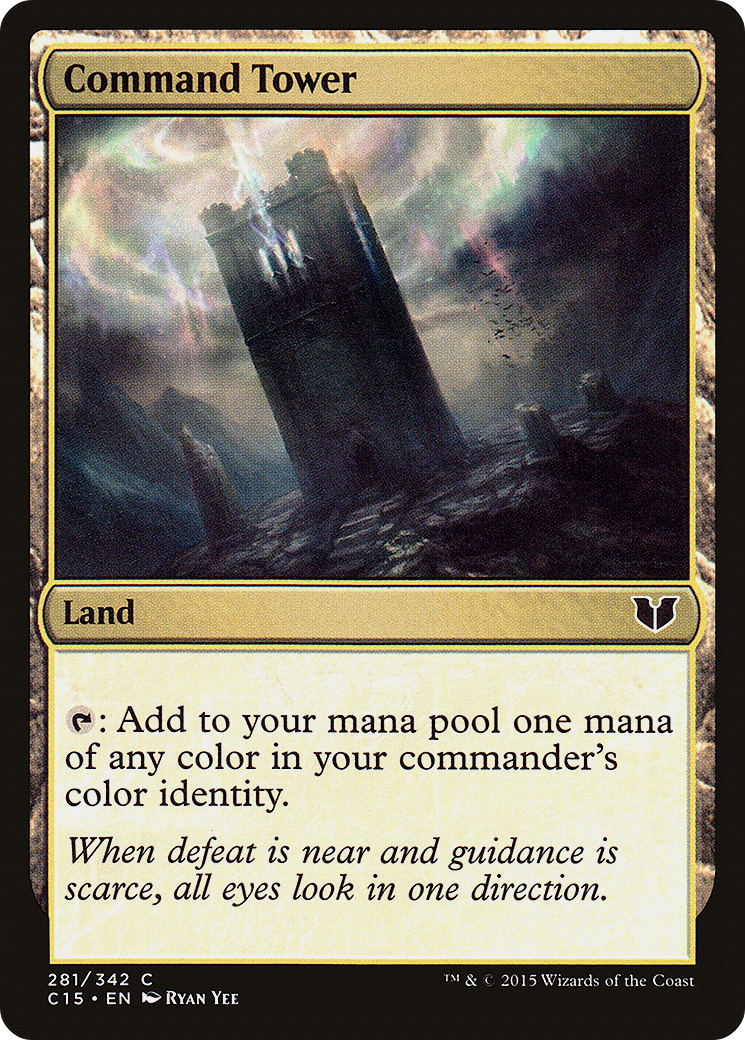 Command Tower
Land
: Add to your mana pool one mana
of any color in your commander's
color identity.
When defeat is near and guidance is
scarce, all eyes look in one direction.
281/342 C
™ & © 2015 Wizards of the Coast
C15 • EN Ryan Yee